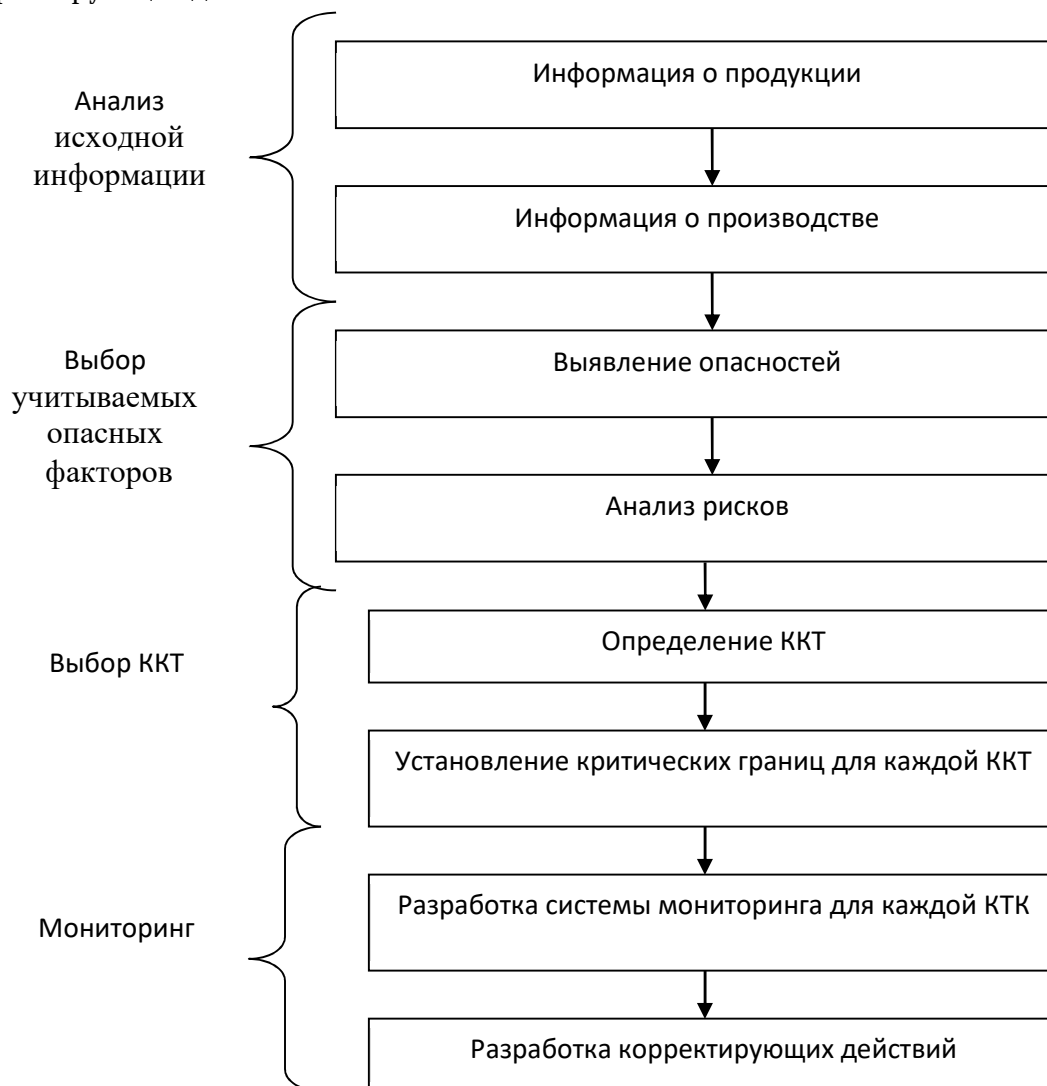 Информация о продукции
Анализ
исходной
информации
Информация о производстве
Выявление опасностей
Выбор
учитываемых
опасных
факторов
Анализ рисков
Определение ККТ
Выбор ККТ
Установление критических границ для каждой ККТ
Разработка системы мониторинга для каждой КТК
Мониторинг
Разработка корректирующих действий